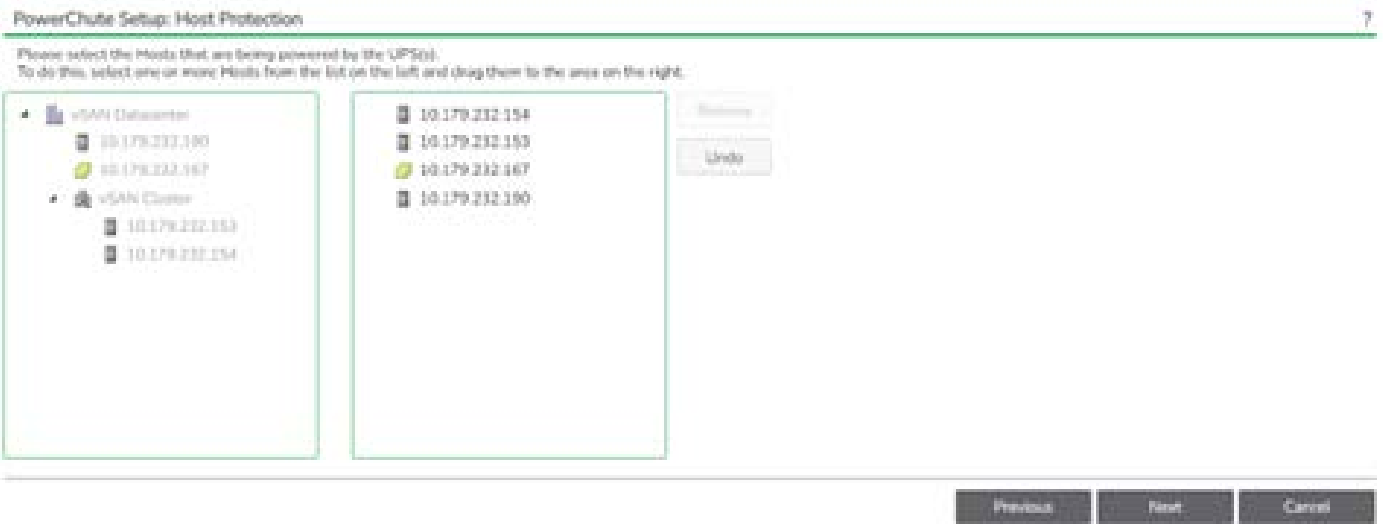 PowerChute Setup: Host Protection
?
Please select the Hosts that are being powered by the UPS(s).
To do this, select one or more Hosts from the list on the left and drag them to the area on the right.
vSAN Datacenter
10.179.232.190
10.179.232.167
vSAN Cluster
10.179.232.153
10.179.232.154
10.179.232.154
10.179.232.153
10.179.232.167
10.179.232.190
Remove
Undo
Previous
Next
Cancel